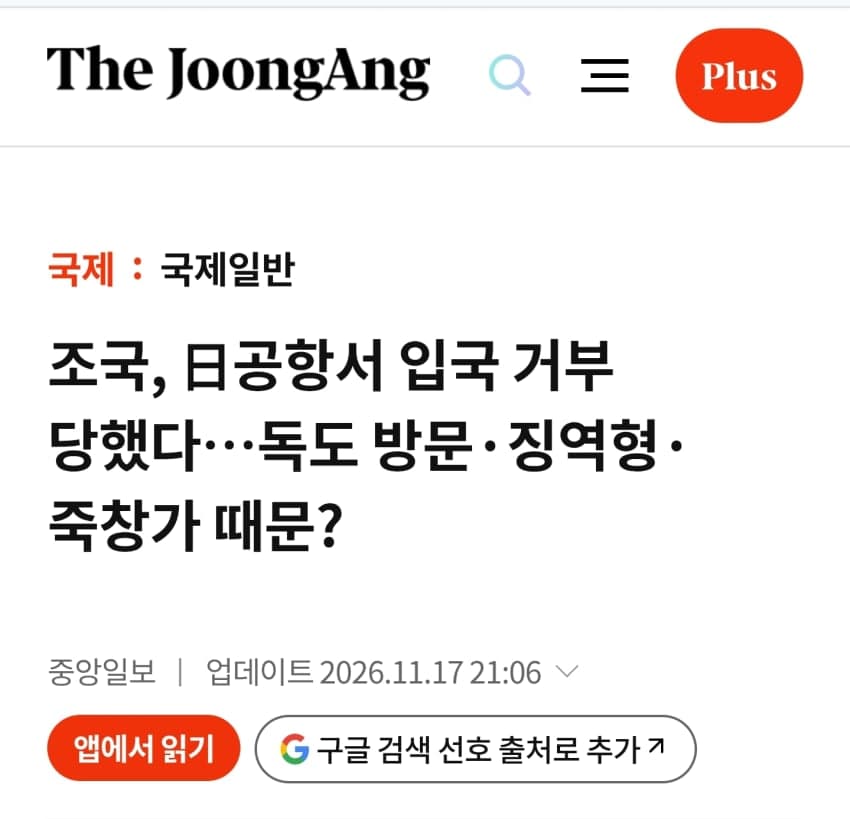 The JoongAng
Plus
국제 : 국제일반
조국, 日공항서 입국 거부
당했다…독도 방문·징역형·
죽창가 때문?
중앙일보 | 업데이트 2026.11.17 21:06
앱에서 읽기
G 구글 검색 선호 출처로 추가